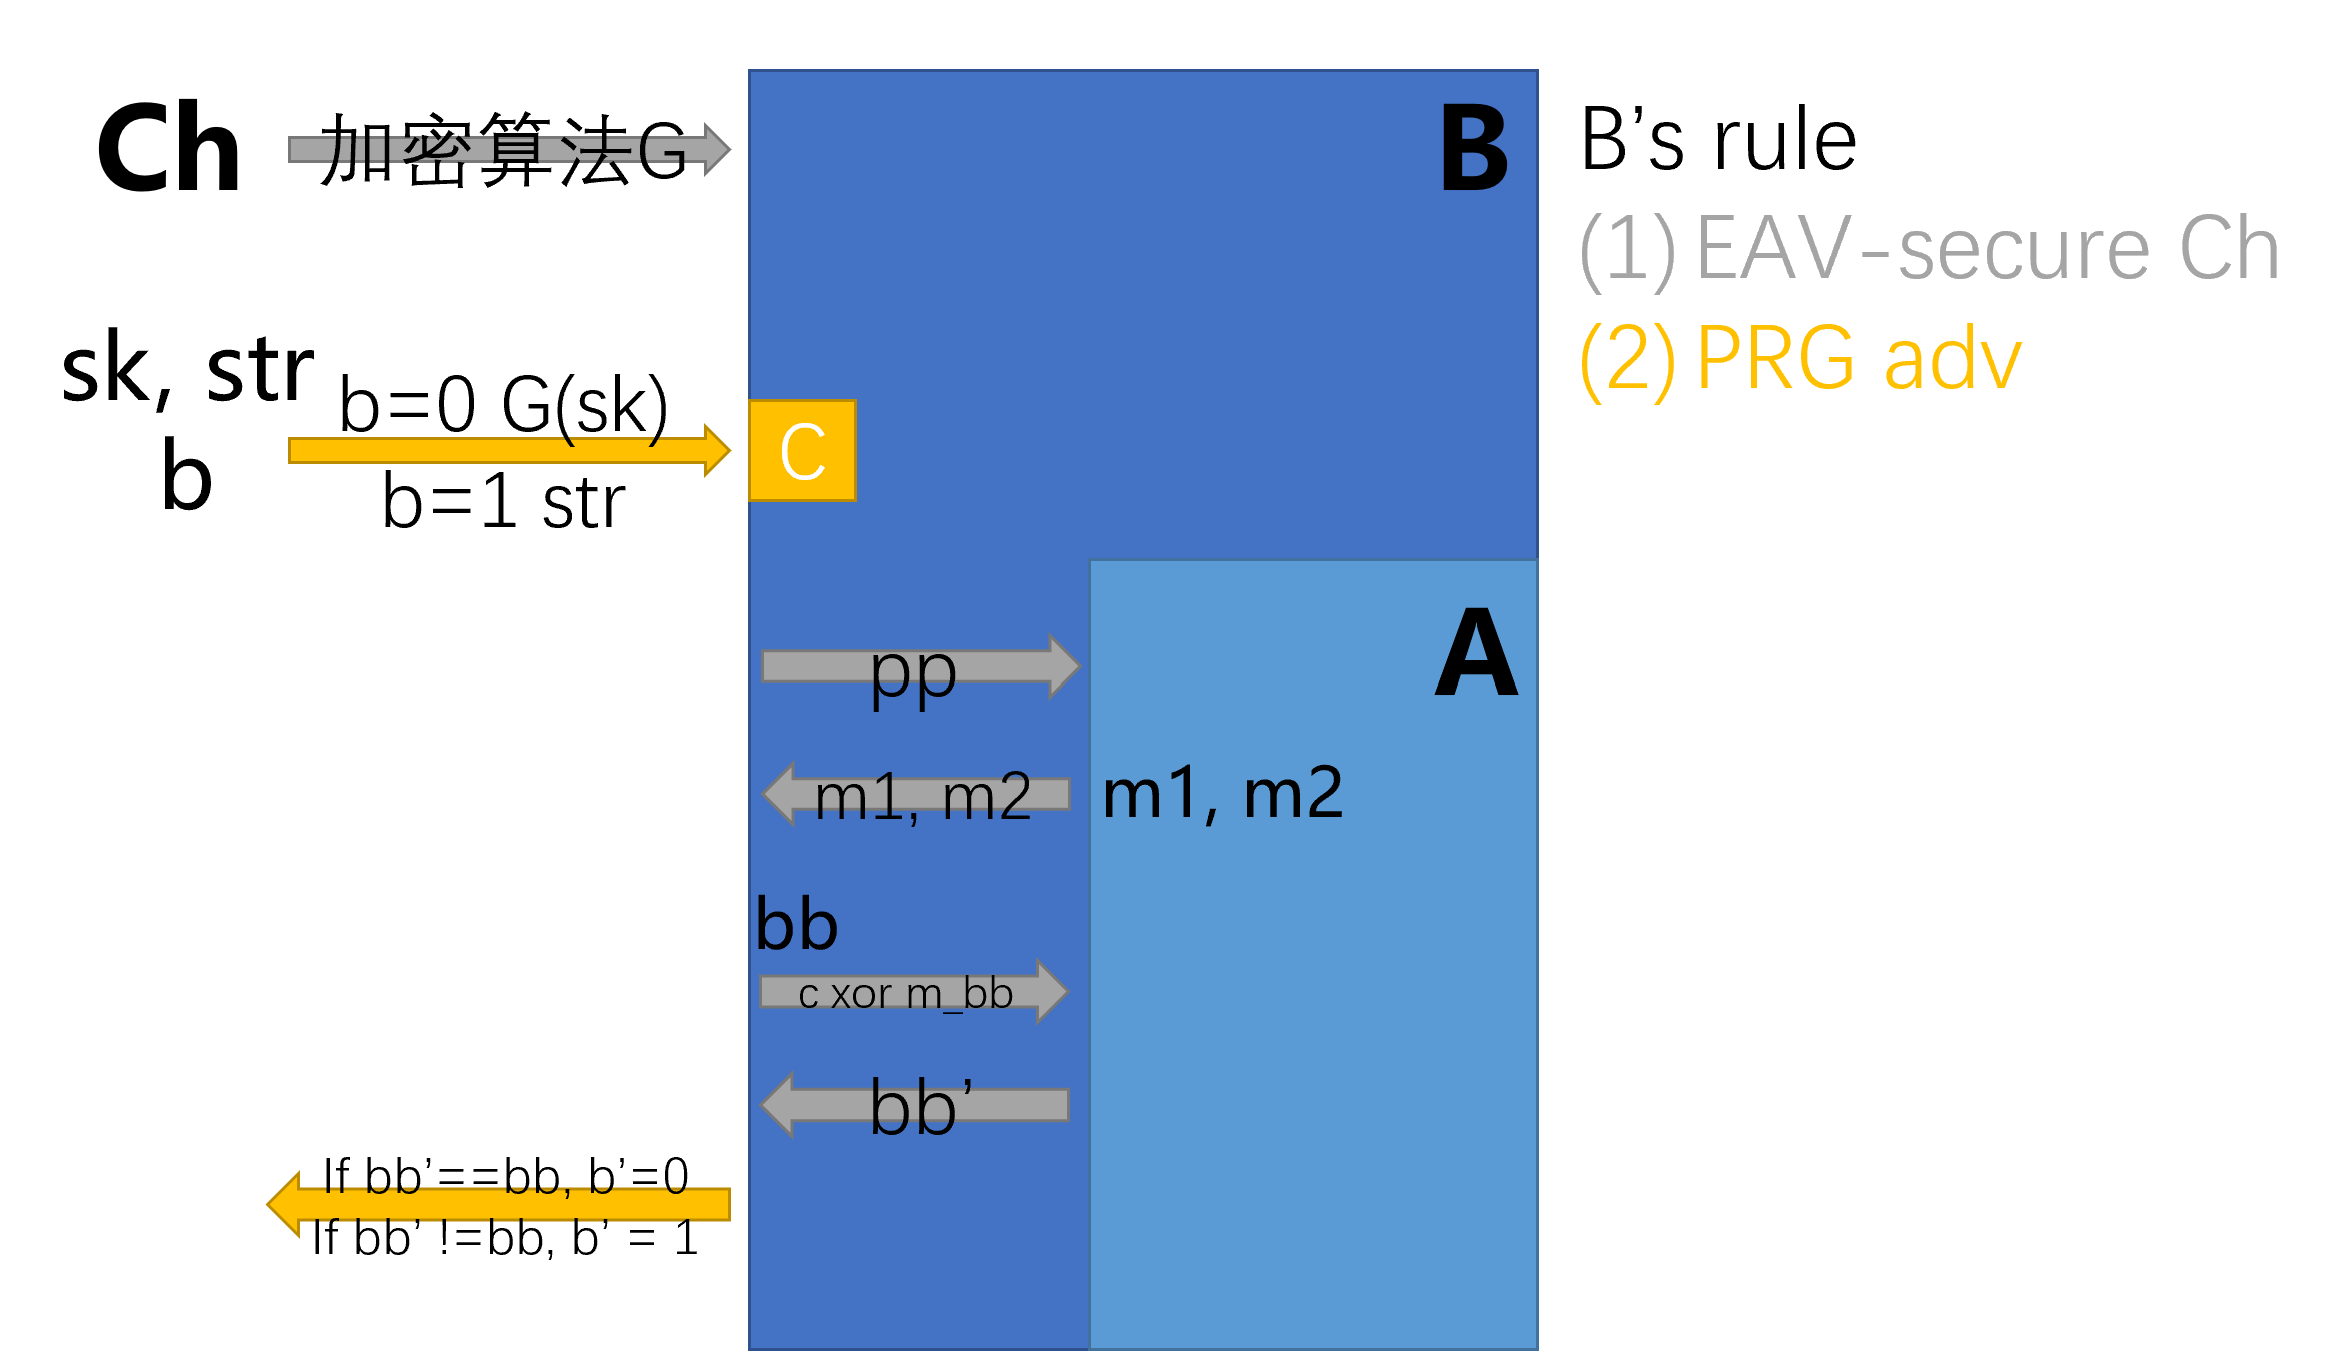 Ch
加密算法G
B
B’s rule
(1) EAV-secure Ch
(2) PRG adv
sk, str
b
b=0 G(sk)
b=1 str
C
A
pp
m1, m2
m1, m2
bb
c xor m_bb
bb’
If bb’==bb, b’=0
If bb’ !=bb, b’ = 1